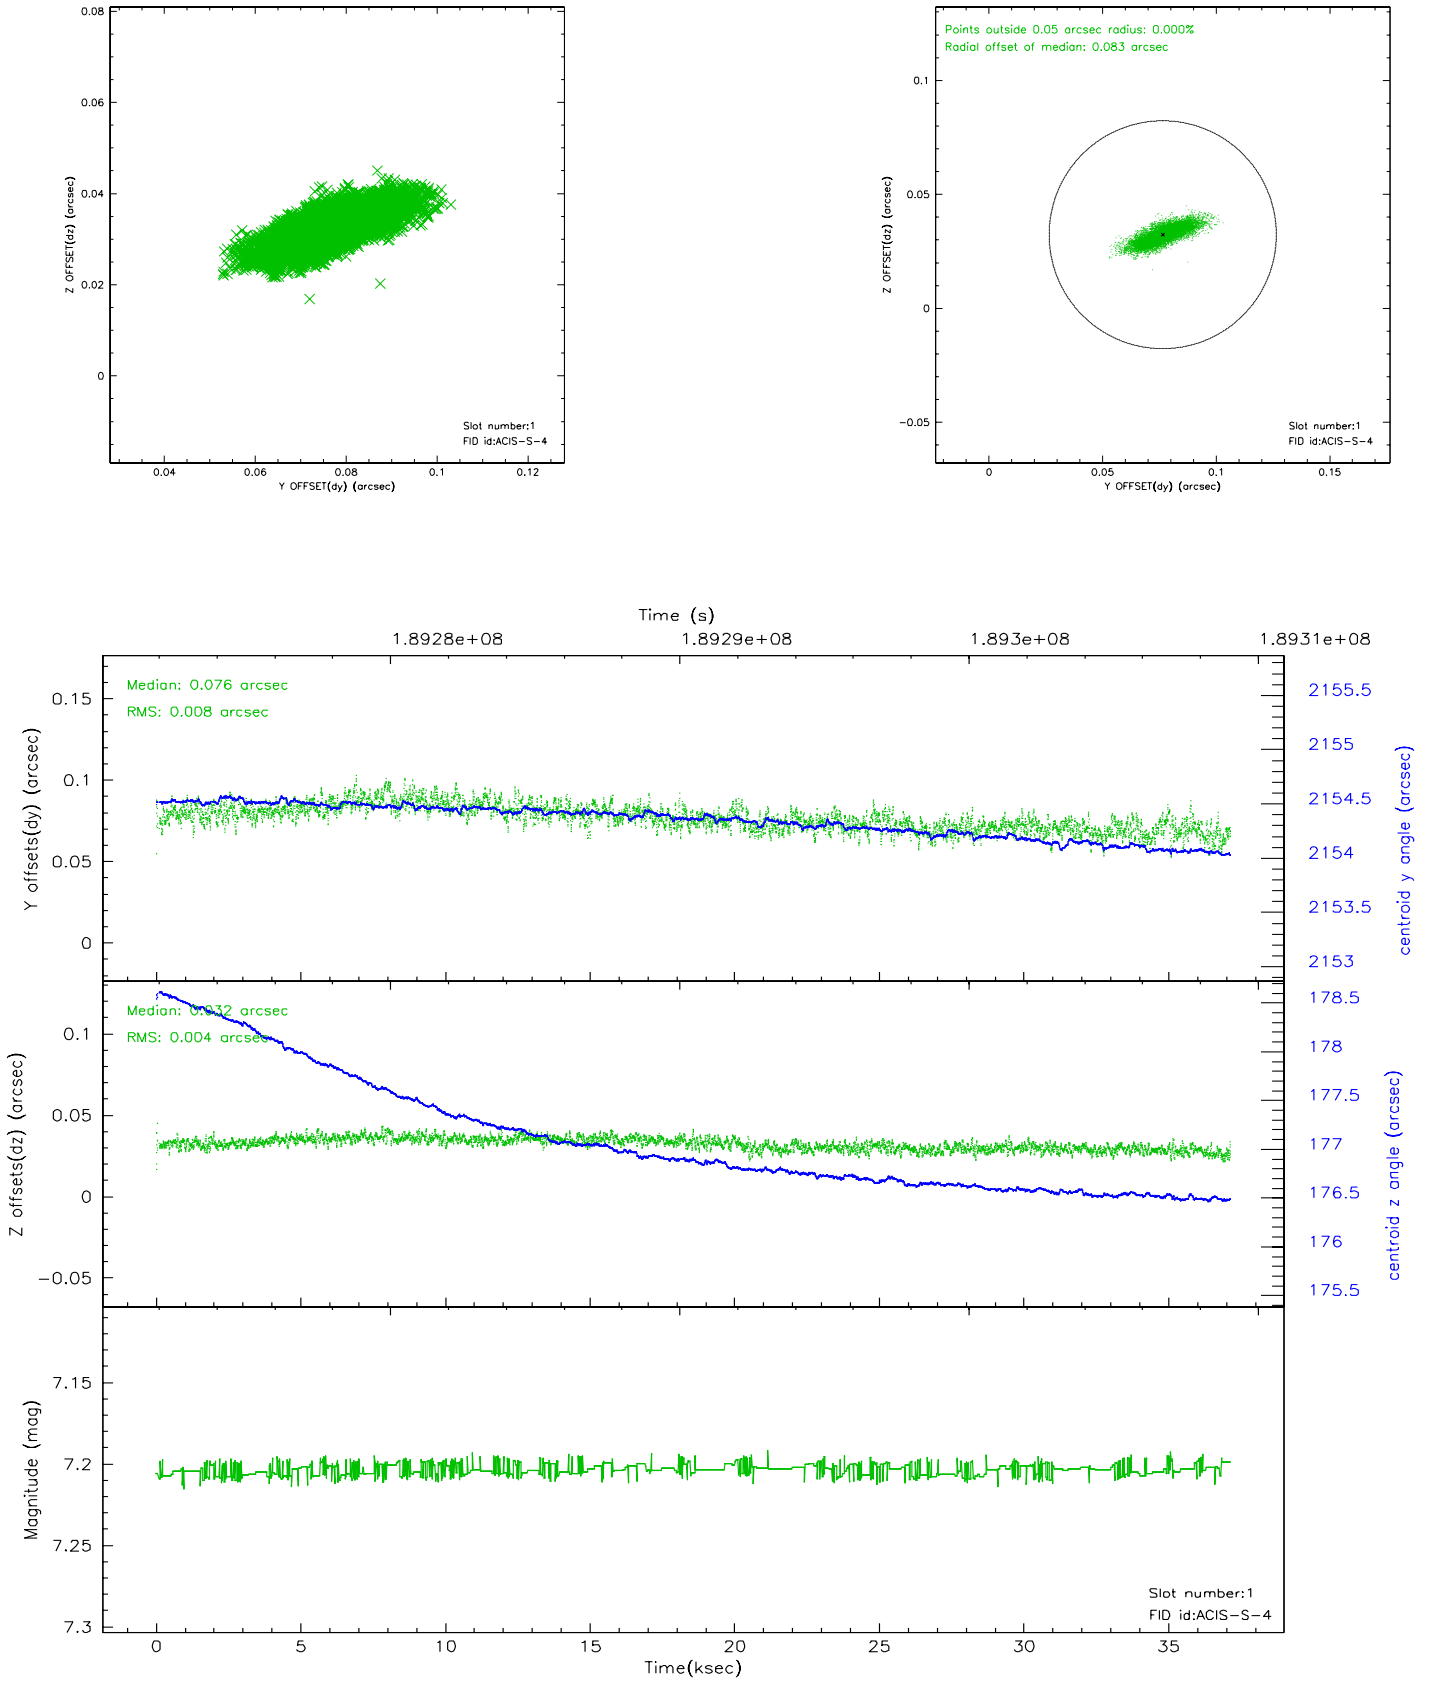 0.08
0.06
0.04
0.02
0
Z OFFSET(dz) (arcsec)
Slot number:1
FID id:ACIS-S-4
0.04 0.06 0.08 0.1 0.12
Y OFFSET(dy) (arcsec)
Points outside 0.05 arcsec radius: 0.000%
Radial offset of median: 0.083 arcsec
0.1
0.05
0
-0.05
Z OFFSET(dz) (arcsec)
Slot number:1
FID id:ACIS-S-4
0 0.05 0.1 0.15
Y OFFSET(dy) (arcsec)
Time (s)
1.8928e+08 1.8929e+08 1.893e+08 1.8931e+08
Median: 0.076 arcsec
RMS: 0.008 arcsec
0.15
0.1
0.05
0
Y offsets(dy) (arcsec)
2155.5
2155
2154.5
2154
2153.5
2153
centroid y angle (arcsec)
Median: 0.032 arcsec
RMS: 0.004 arcsec
0.1
0.05
0
-0.05
Z offsets(dz) (arcsec)
178.5
178
177.5
177
176.5
176
175.5
centroid z angle (arcsec)
7.15
7.2
7.25
7.3
Magnitude (mag)
Slot number:1
FID id:ACIS-S-4
0 5 10 15 20 25 30 35
Time(ksec)